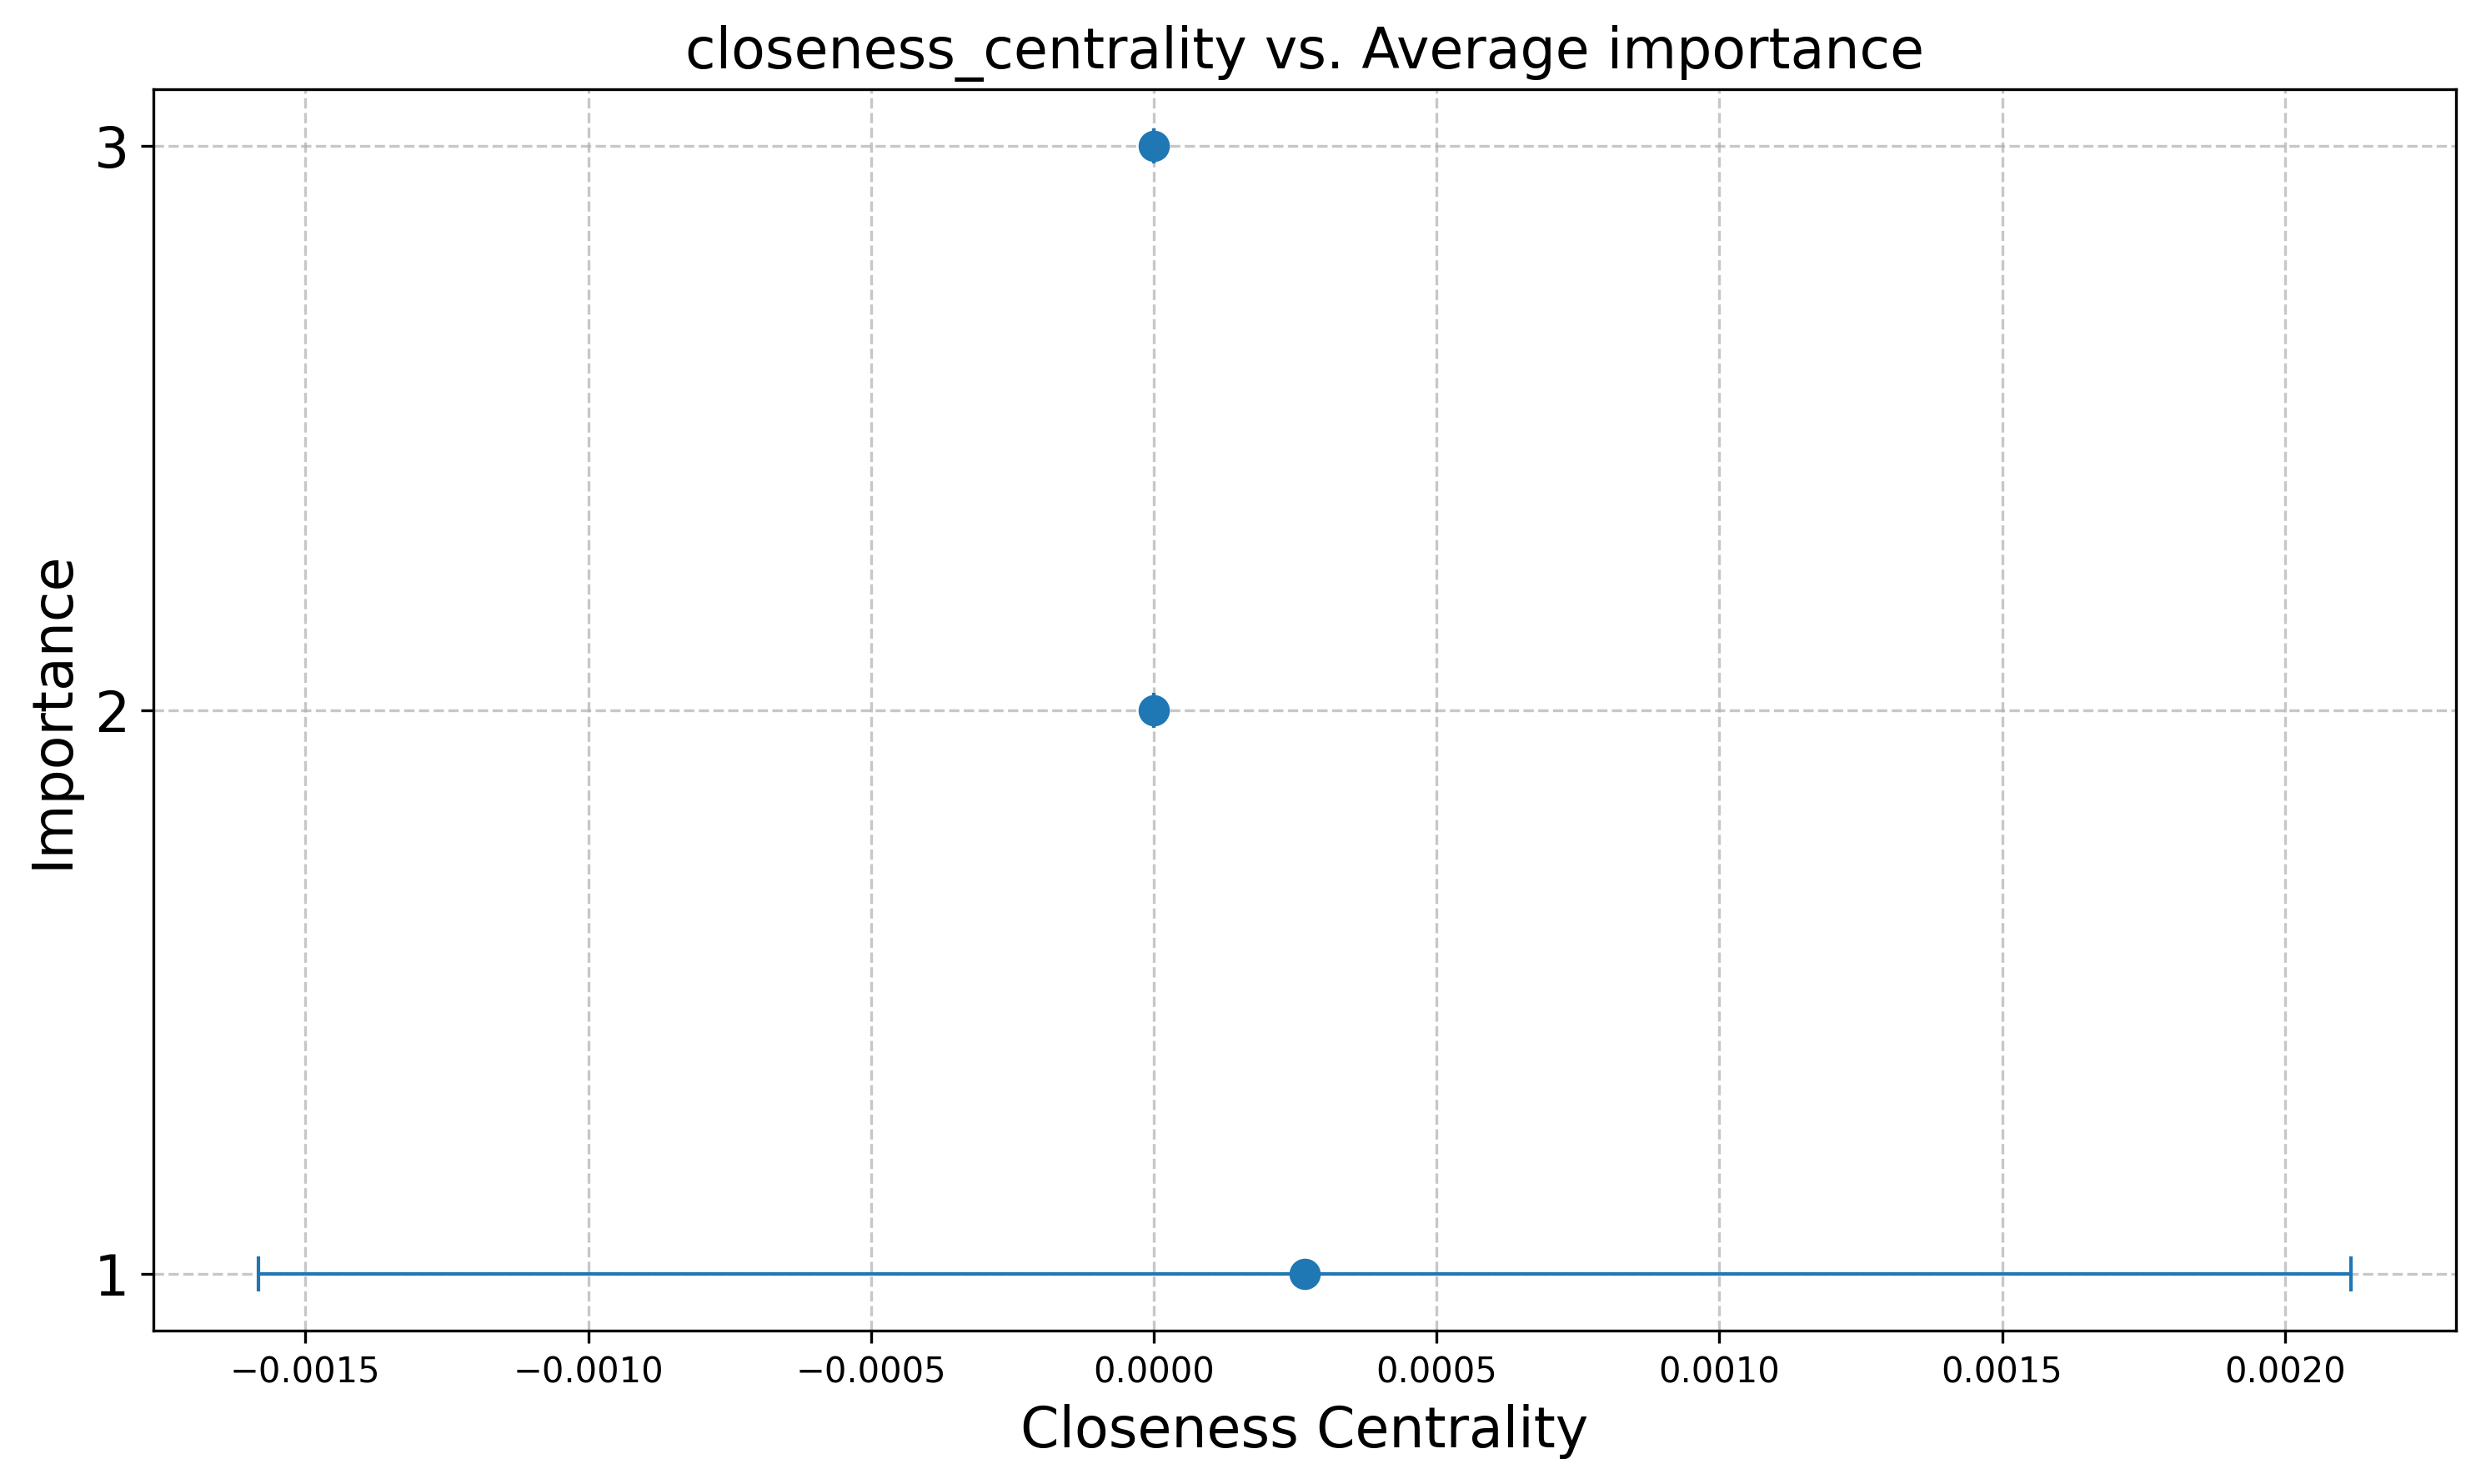 closeness_centrality vs. Average importance
Importance
3
2
1
−0.0015 −0.0010 −0.0005 0.0000 0.0005 0.0010 0.0015 0.0020
Closeness Centrality